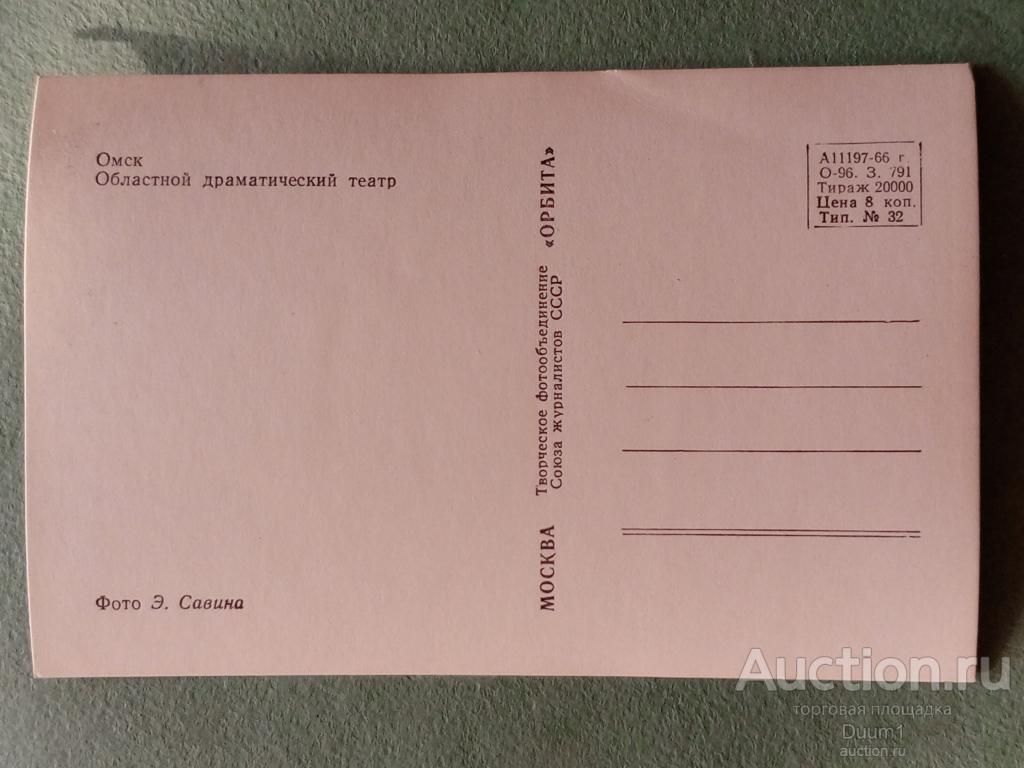 Омск
Областной драматический театр
Фото Э. Савина
МОСКВА Творческое фотообъединение «ОРБИТА»
Союза журналистов СССР
А11197-66 г.
О-96. З. 791
Тираж 20000
Цена 8 коп.
Тип. № 32
Auction.ru
торговая площадка
Duum1
auction.ru